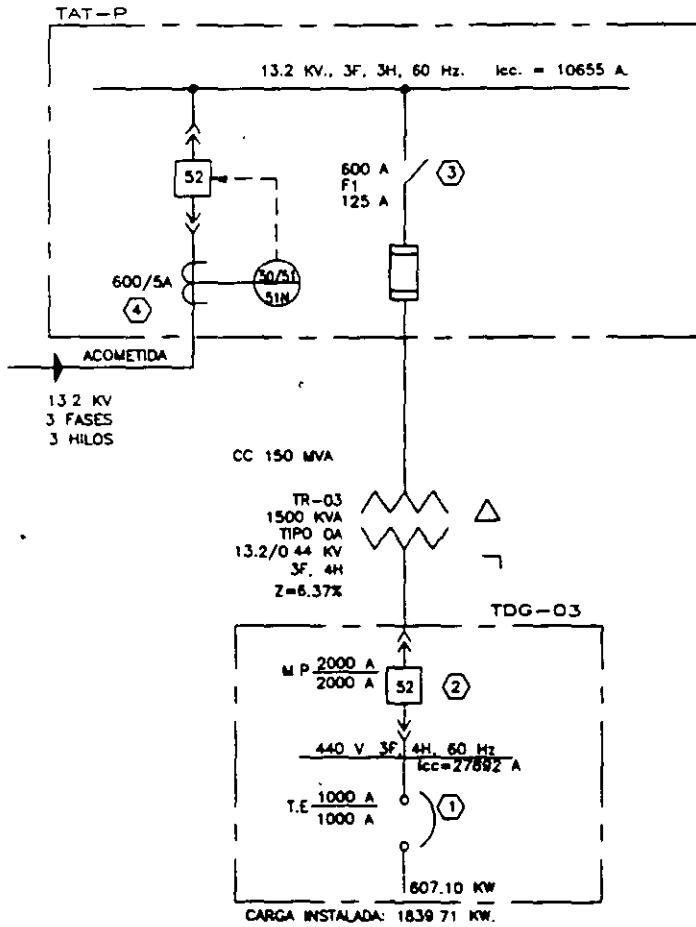 TAT-P
13.2 KV., 3F, 3H, 60 Hz. Icc. = 10655 A.
52
600 A
F1
125 A
3
600/5A
50/51
51N
4
ACOMETIDA
13.2 KV
3 FASES
3 HILOS
CC 150 MVA
TR-03
1500 KVA
TIPO OA
13.2/0.44 KV
3F, 4H
Z=6.37%
TDG-03
M.P 2000 A
2000 A
52
2
440 V 3F, 4H, 60 Hz
Icc=27892 A
T.E 1000 A
1000 A
1
607.10 KW
CARGA INSTALADA: 1839 71 KW.